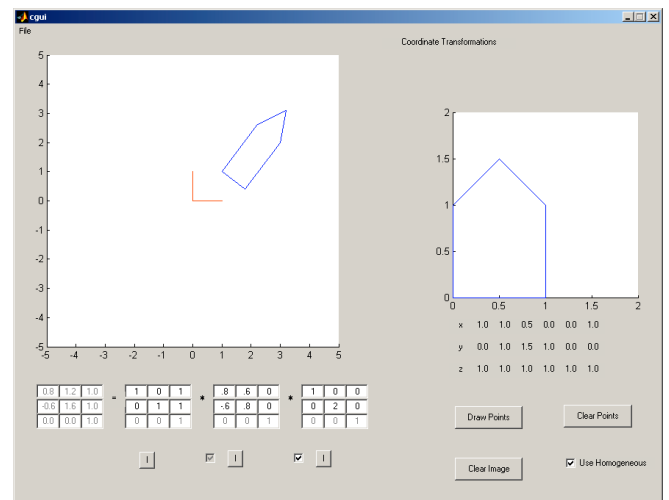 cgui
File
Coordinate Transformations
5
4
3
2
1
0
-1
-2
-3
-4
-5
-5 -4 -3 -2 -1 0 1 2 3 4 5
2
1.5
1
0.5
0
0 0.5 1 1.5 2
x 1.0 1.0 0.5 0.0 0.0 1.0
y 0.0 1.0 1.5 1.0 0.0 0.0
z 1.0 1.0 1.0 1.0 1.0 1.0
0.8 1.2 1.0 1 0 1 .8 .6 0 1 0 0
-0.6 1.6 1.0 = 0 1 1 * -.6 .8 0 * 0 2 0
0.0 0.0 1.0 0 0 1 0 0 1 0 0 1
I I I
Draw Points Clear Points
Clear Image Use Homogeneous